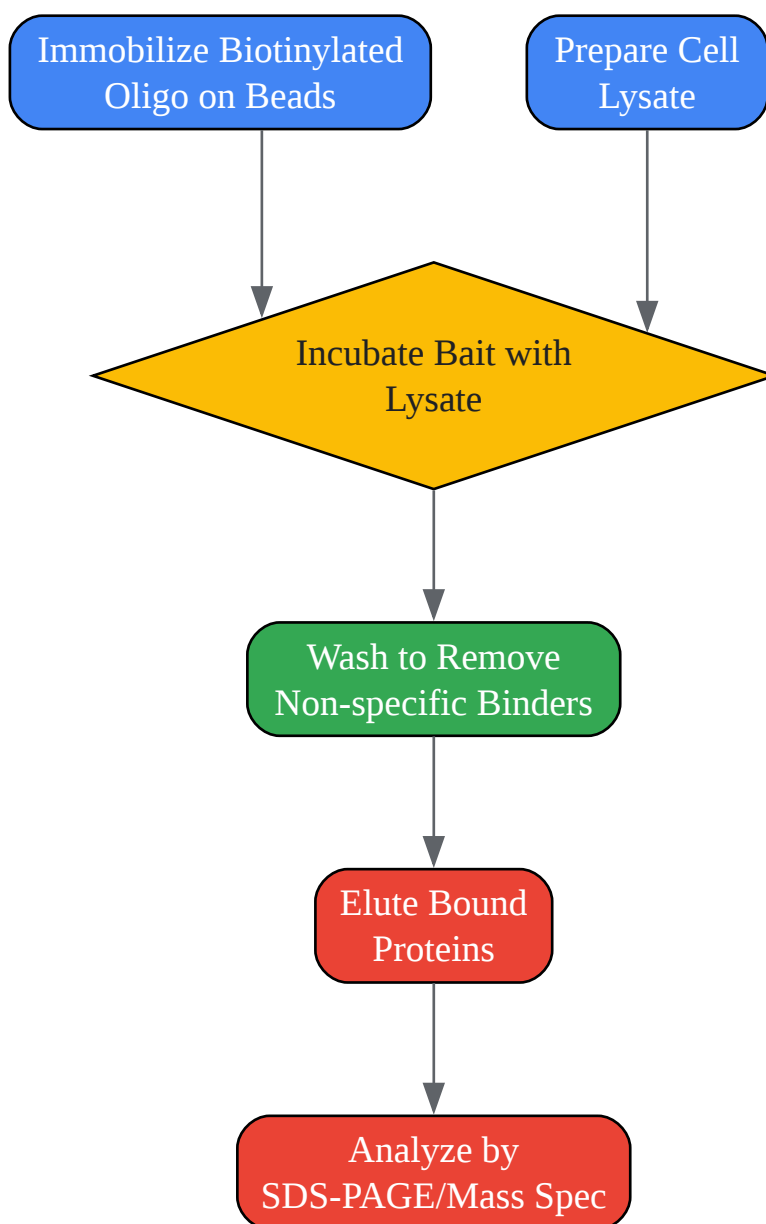 Immobilize Biotinylated
Oligo on Beads
Prepare Cell
Lysate
Incubate Bait with
Lysate
Wash to Remove
Non-specific Binders
Elute Bound
Proteins
Analyze by
SDS-PAGE/Mass Spec